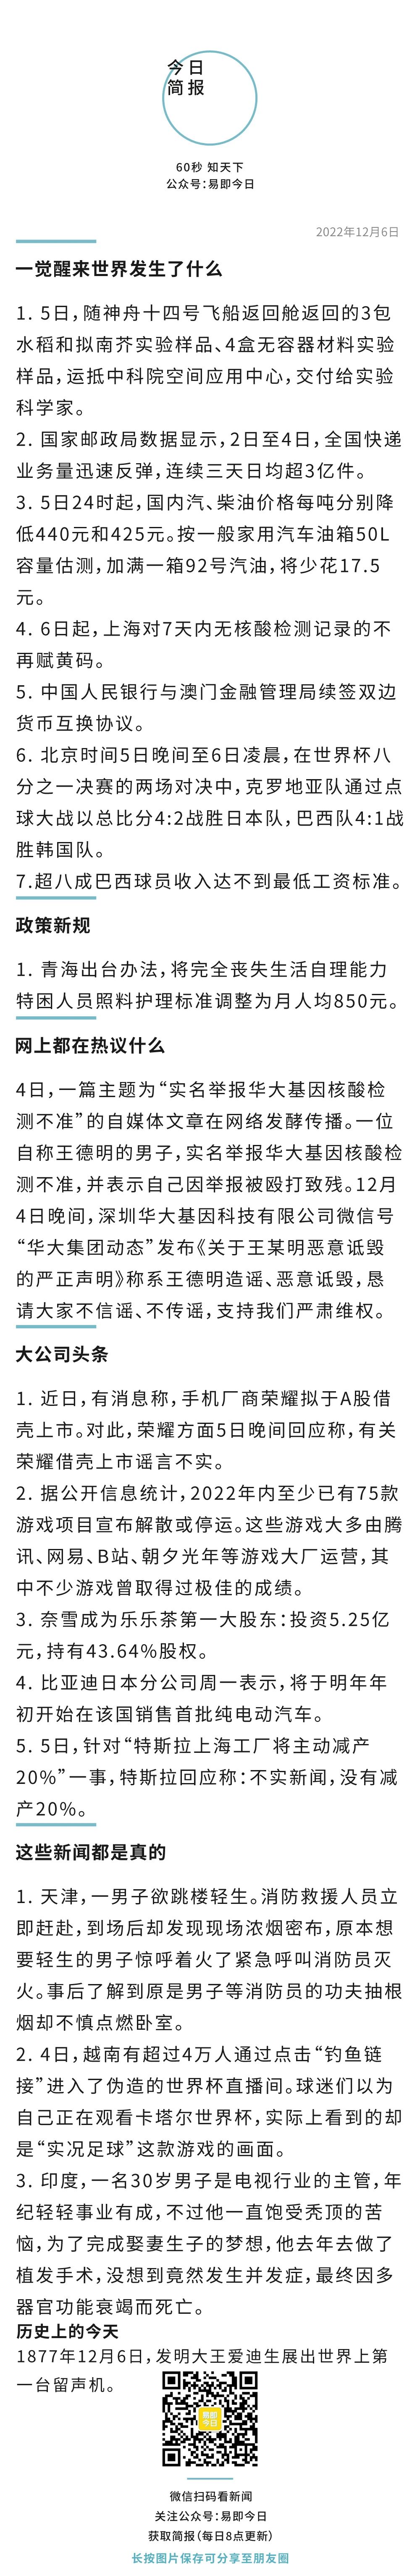 今日
简报
60秒 知天下
公众号：易即今日
2022年12月6日
一觉醒来世界发生了什么
1. 5日，随神舟十四号飞船返回舱返回的3包
水稻和拟南芥实验样品、4盒无容器材料实验
样品，运抵中科院空间应用中心，交付给实验
科学家。
2. 国家邮政局数据显示，2日至4日，全国快递
业务量迅速反弹，连续三天日均超3亿件。
3. 5日24时起，国内汽、柴油价格每吨分别降
低440元和425元。按一般家用汽车油箱50L
容量估测，加满一箱92号汽油，将少花17.5
元。
4. 6日起，上海对7天内无核酸检测记录的不
再赋黄码。
5. 中国人民银行与澳门金融管理局续签双边
货币互换协议。
6. 北京时间5日晚间至6日凌晨，在世界杯八
分之一决赛的两场对决中，克罗地亚队通过点
球大战以总比分4:2战胜日本队，巴西队4:1战
胜韩国队。
7.超八成巴西球员收入达不到最低工资标准。
政策新规
1. 青海出台办法，将完全丧失生活自理能力
特困人员照料护理标准调整为月人均850元。
网上都在热议什么
4日，一篇主题为“实名举报华大基因核酸检
测不准”的自媒体文章在网络发酵传播。一位
自称王德明的男子，实名举报华大基因核酸检
测不准，并表示自己因举报被殴打致残。12月
4日晚间，深圳华大基因科技有限公司微信号
“华大集团动态”发布《关于王某明恶意诋毁
的严正声明》称系王德明造谣、恶意诋毁，恳
请大家不信谣、不传谣，支持我们严肃维权。
大公司头条
1. 近日，有消息称，手机厂商荣耀拟于A股借
壳上市。对此，荣耀方面5日晚间回应称，有关
荣耀借壳上市谣言不实。
2. 据公开信息统计，2022年内至少已有75款
游戏项目宣布解散或停运。这些游戏大多由腾
讯、网易、B站、朝夕光年等游戏大厂运营，其
中不少游戏曾取得过极佳的成绩。
3. 奈雪成为乐乐茶第一大股东：投资5.25亿
元，持有43.64%股权。
4. 比亚迪日本分公司周一表示，将于明年年
初开始在该国销售首批纯电动汽车。
5. 5日，针对“特斯拉上海工厂将主动减产
20%”一事，特斯拉回应称：不实新闻，没有减
产20%。
这些新闻都是真的
1. 天津，一男子欲跳楼轻生。消防救援人员立
即赶赴，到场后却发现现场浓烟密布，原本想
要轻生的男子惊呼着火了紧急呼叫消防员灭
火。事后了解到原是男子等消防员的功夫抽根
烟却不慎点燃卧室。
2. 4日，越南有超过4万人通过点击“钓鱼链
接”进入了伪造的世界杯直播间。球迷们以为
自己正在观看卡塔尔世界杯，实际上看到的却
是“实况足球”这款游戏的画面。
3. 印度，一名30岁男子是电视行业的主管，年
纪轻轻事业有成，不过他一直饱受秃顶的苦
恼，为了完成娶妻生子的梦想，他去年去做了
植发手术，没想到竟然发生并发症，最终因多
器官功能衰竭而死亡。
历史上的今天
1877年12月6日，发明大王爱迪生展出世界上第
一台留声机。
易即
今日
微信扫码看新闻
关注公众号：易即今日
获取简报（每日8点更新）
长按图片保存可分享至朋友圈